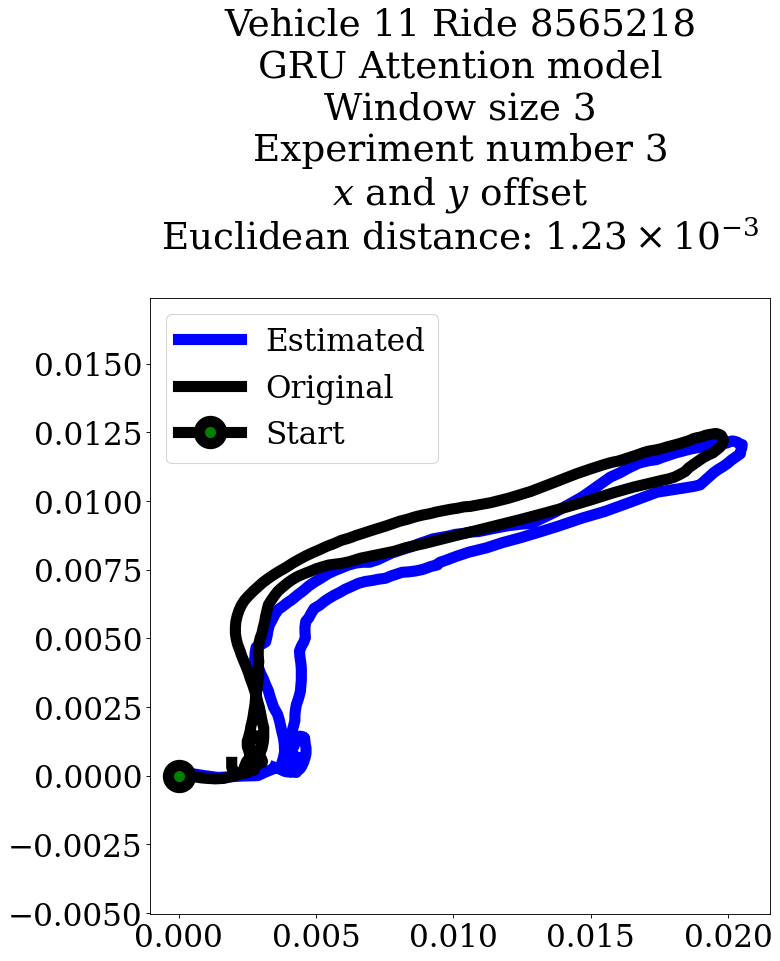 Vehicle 11 Ride 8565218
GRU Attention model
Window size 3
Experiment number 3
x and y offset
Euclidean distance: 1.23 × 10⁻³
Estimated
Original
Start
0.0150
0.0125
0.0100
0.0075
0.0050
0.0025
0.0000
−0.0025
−0.0050
0.000 0.005 0.010 0.015 0.020